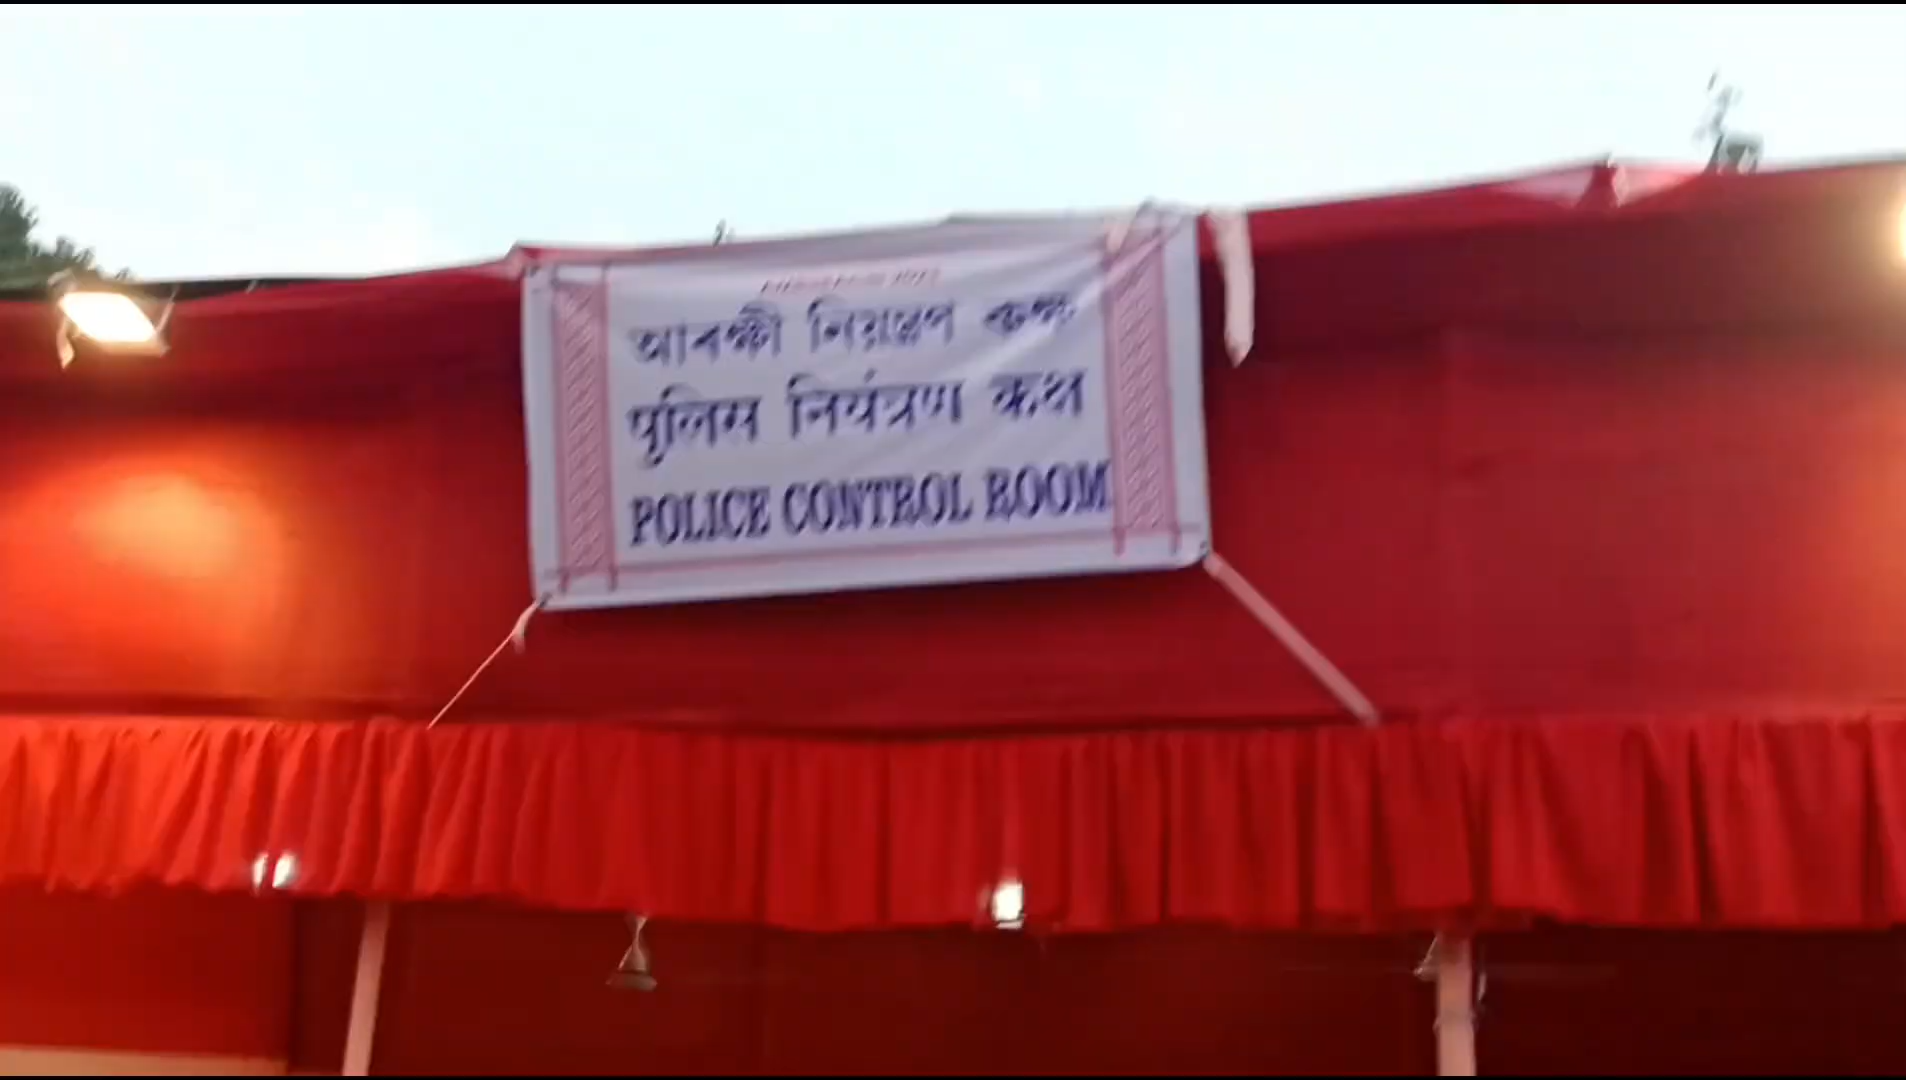 আৰক্ষী নিয়ন্ত্ৰণ কক্ষ
पुलिस नियंत्रण कक्ष
POLICE CONTROL ROOM